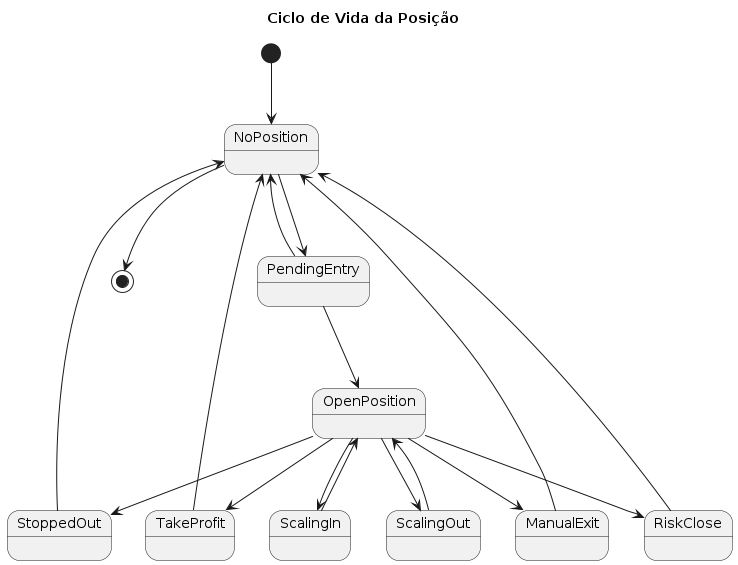 Ciclo de Vida da Posição
NoPosition
PendingEntry
OpenPosition
StoppedOut
TakeProfit
ScalingIn
ScalingOut
ManualExit
RiskClose